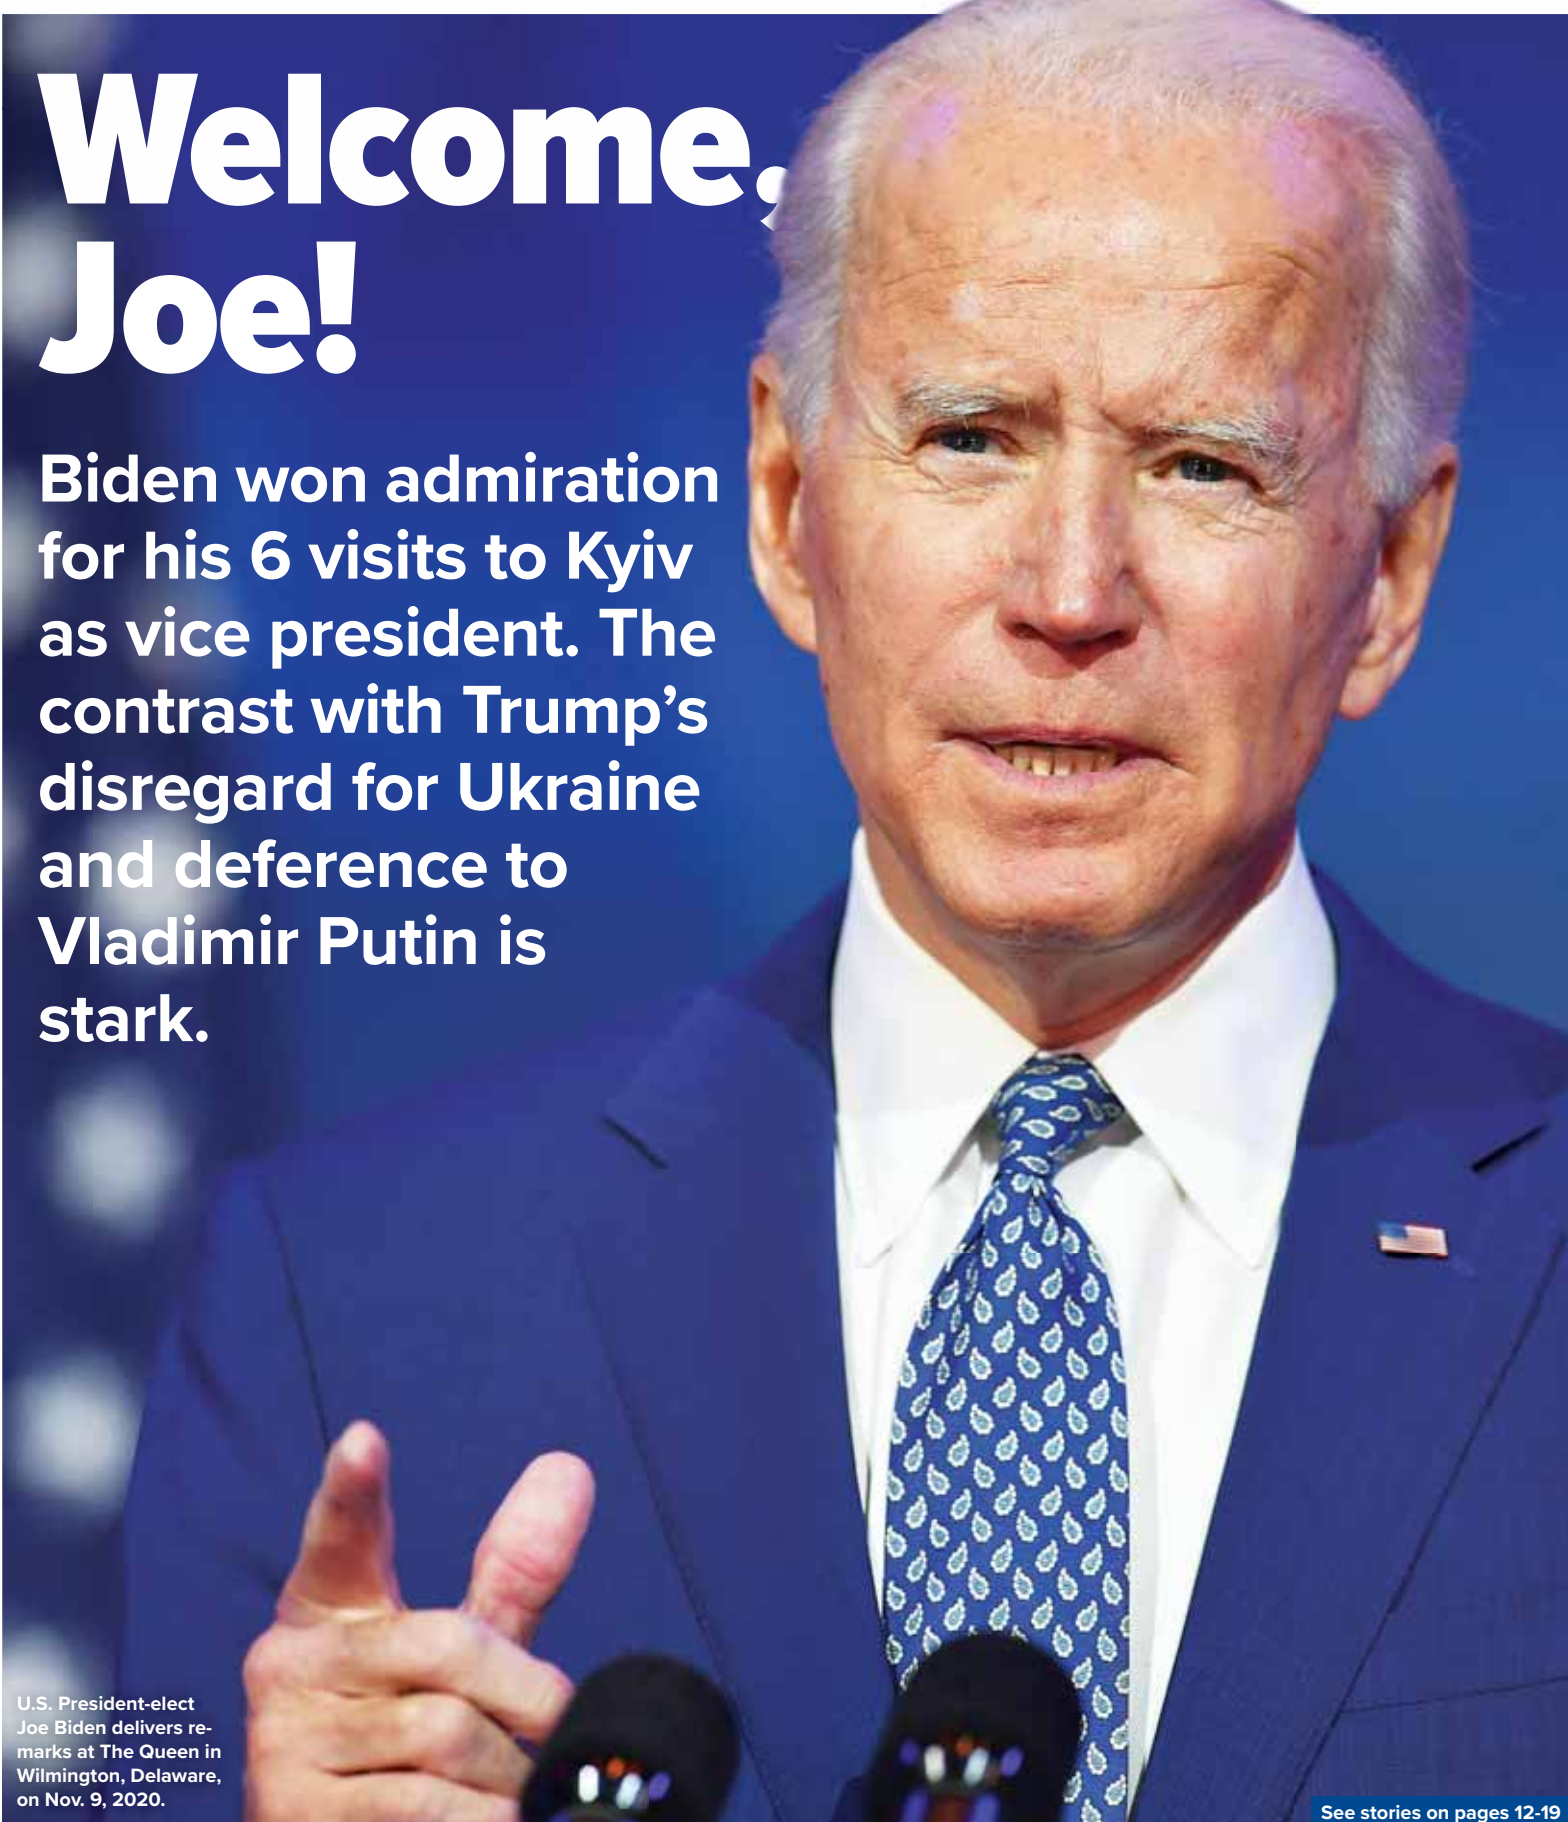 Welcome,
Joe!
Biden won admiration
for his 6 visits to Kyiv
as vice president. The
contrast with Trump’s
disregard for Ukraine
and deference to
Vladimir Putin is
stark.
U.S. President-elect
Joe Biden delivers re-
marks at The Queen in
Wilmington, Delaware,
on Nov. 9, 2020.
See stories on pages 12-19